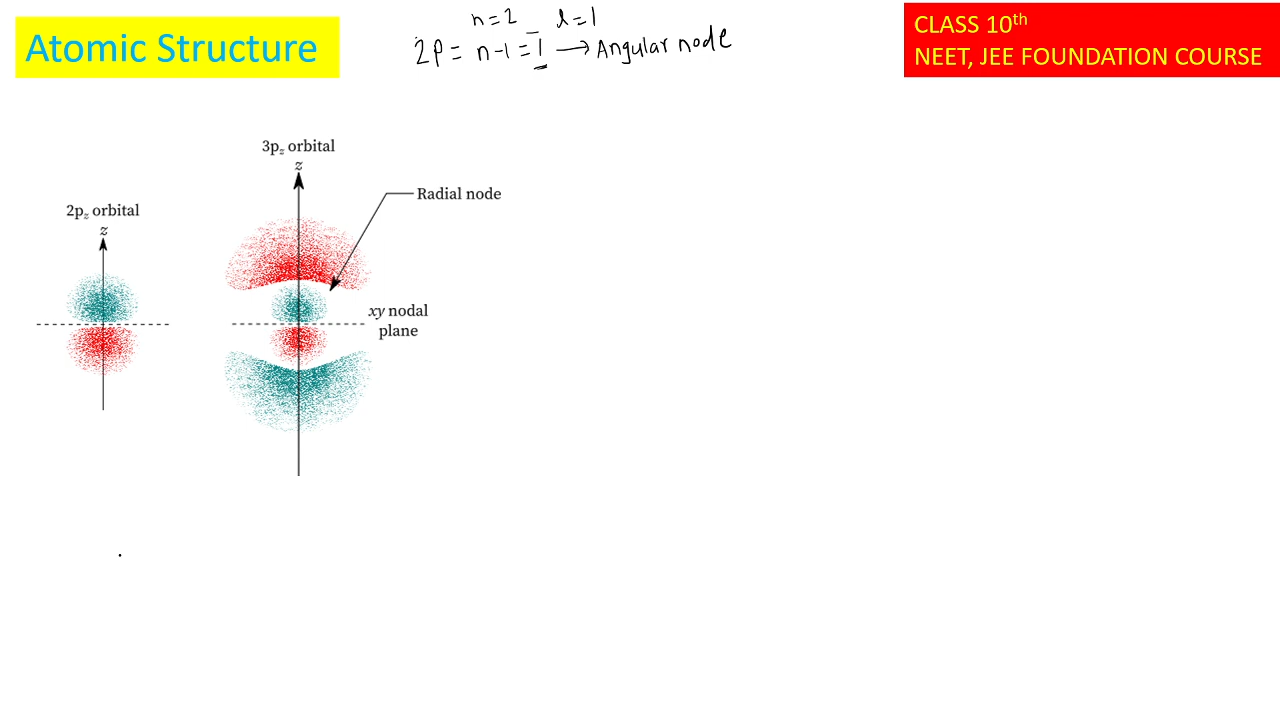 Atomic Structure
n=2 l=1
2P= n-1=1 → Angular node
CLASS 10th
NEET, JEE FOUNDATION COURSE
3pz orbital
z
Radial node
2pz orbital
z
xy nodal
plane